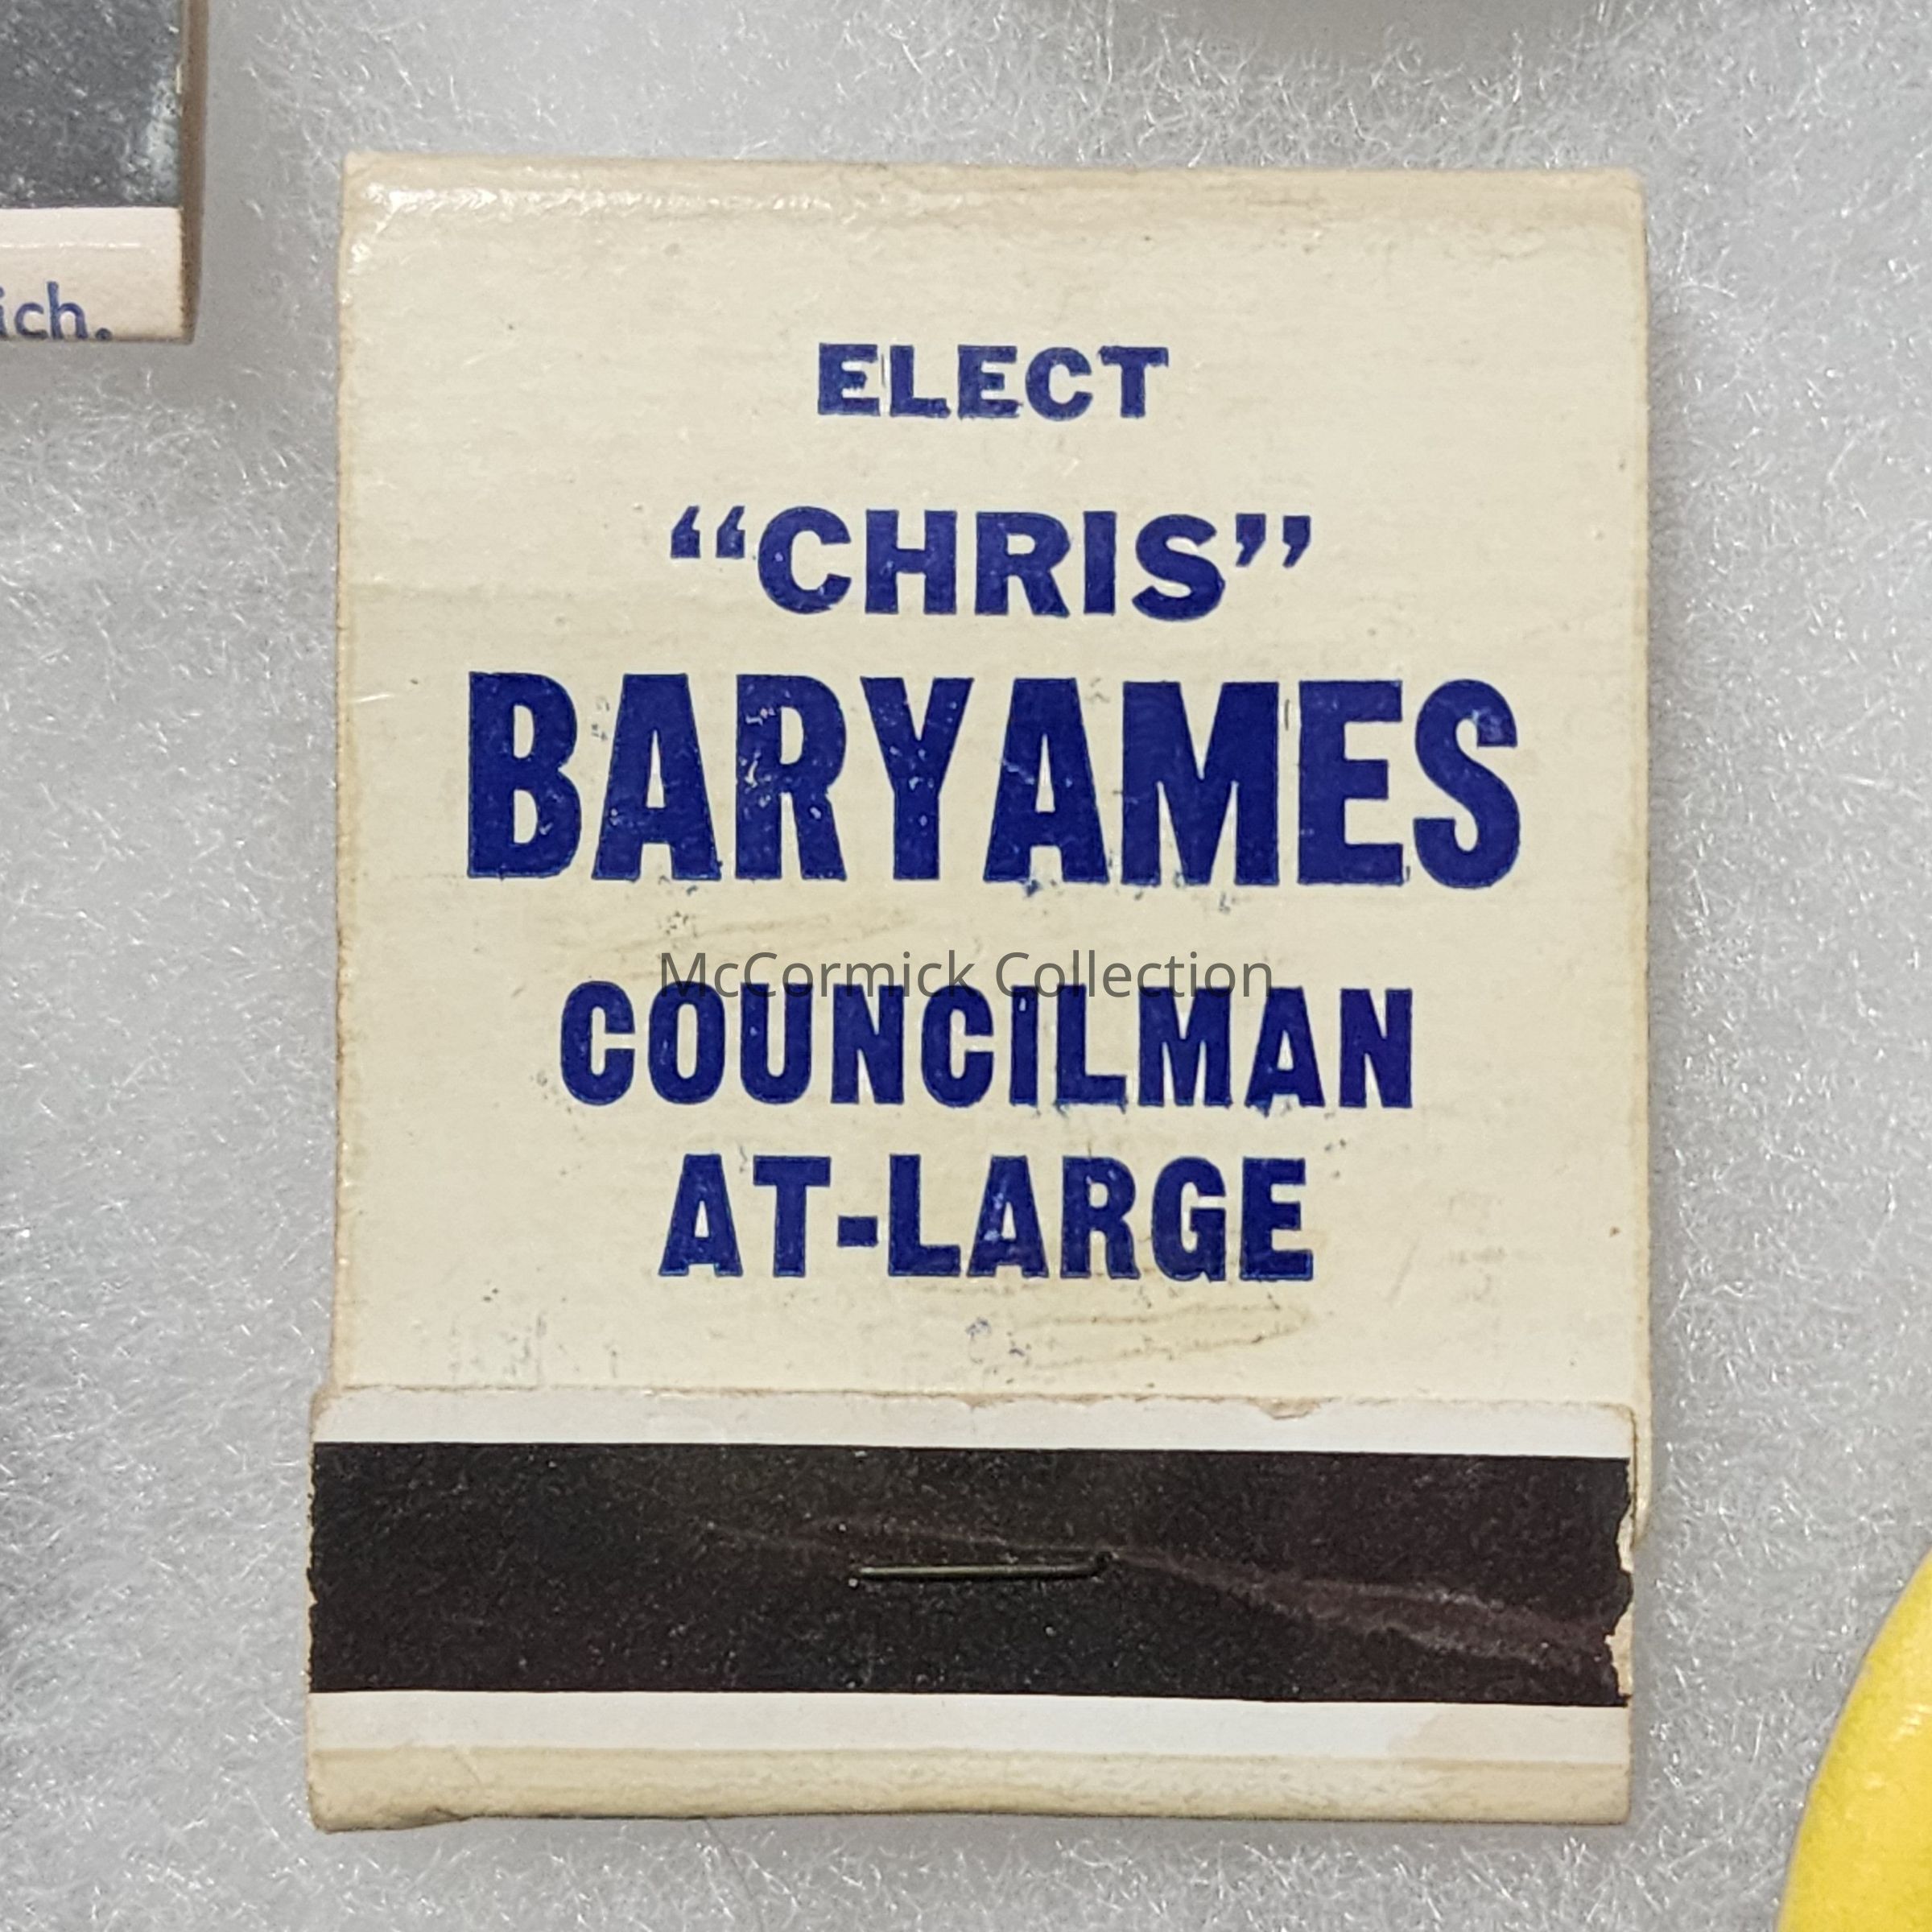 ich.
ELECT
“CHRIS”
BARYAMES
McCormick Collection
COUNCILMAN
AT-LARGE